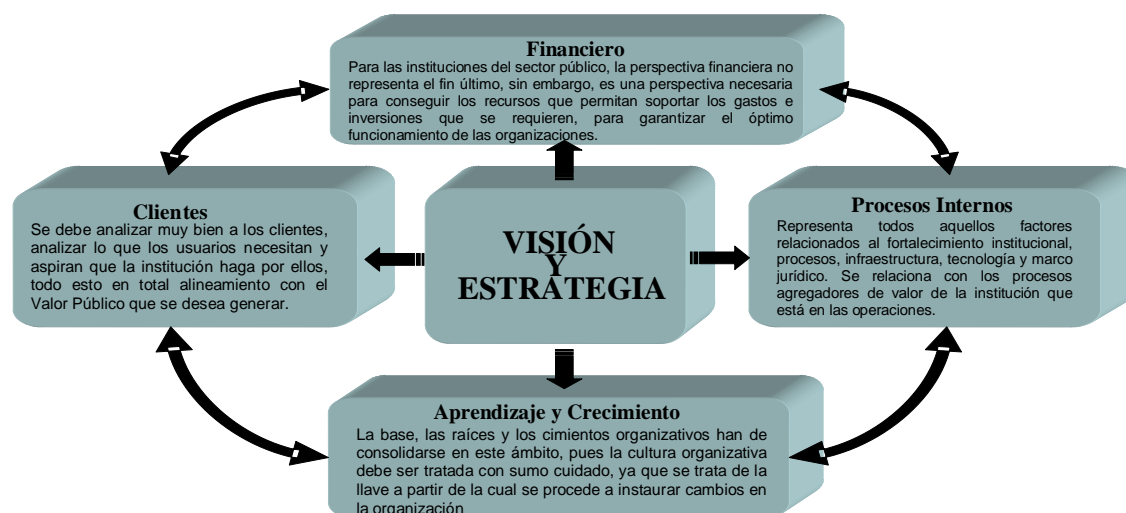 Financiero
Para las instituciones del sector público, la perspectiva financiera no
representa el fin último, sin embargo, es una perspectiva necesaria
para conseguir los recursos que permitan soportar los gastos e
inversiones que se requieren, para garantizar el óptimo
funcionamiento de las organizaciones.
Clientes
Se debe analizar muy bien a los clientes,
analizar lo que los usuarios necesitan y
aspiran que la institución haga por ellos,
todo esto en total alineamiento con el
Valor Público que se desea generar.
VISIÓN
Y
ESTRATEGIA
Procesos Internos
Representa todos aquellos factores
relacionados al fortalecimiento institucional,
procesos, infraestructura, tecnología y marco
jurídico. Se relaciona con los procesos
agregadores de valor de la institución que
está en las operaciones.
Aprendizaje y Crecimiento
La base, las raíces y los cimientos organizativos han de
consolidarse en este ámbito, pues la cultura organizativa
debe ser tratada con sumo cuidado, ya que se trata de la
llave a partir de la cual se procede a instaurar cambios en
la organización